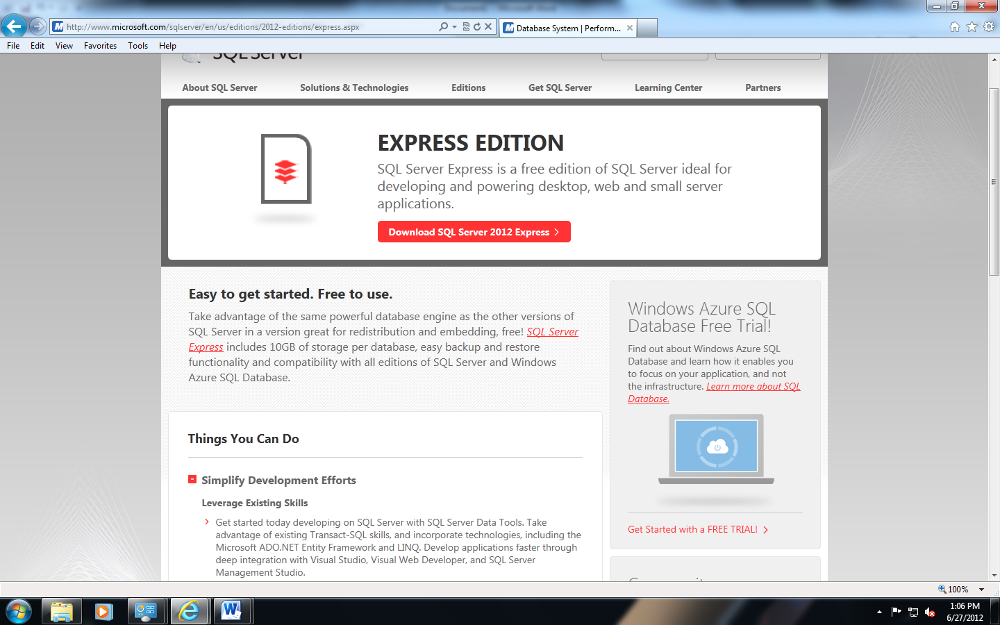 http://www.microsoft.com/sqlserver/en/us/editions/2012-editions/express.aspx
Database System | Perform...
File Edit View Favorites Tools Help
SQL Server
About SQL Server Solutions & Technologies Editions Get SQL Server Learning Center Partners
EXPRESS EDITION
SQL Server Express is a free edition of SQL Server ideal for
developing and powering desktop, web and small server
applications.
Download SQL Server 2012 Express
Easy to get started. Free to use.
Take advantage of the same powerful database engine as the other versions of
SQL Server in a version great for redistribution and embedding, free! SQL Server
Express includes 10GB of storage per database, easy backup and restore
functionality and compatibility with all editions of SQL Server and Windows
Azure SQL Database.
Things You Can Do
Simplify Development Efforts
Leverage Existing Skills
Get started today developing on SQL Server with SQL Server Data Tools. Take
advantage of existing Transact-SQL skills, and incorporate technologies, including the
Microsoft ADO.NET Entity Framework and LINQ. Develop applications faster through
deep integration with Visual Studio, Visual Web Developer, and SQL Server
Management Studio.
Windows Azure SQL
Database Free Trial!
Find out about Windows Azure SQL
Database and learn how it enables you
to focus on your application, and not
the infrastructure. Learn more about SQL
Database.
Get Started with a FREE TRIAL!
100%
1:06 PM
6/27/2012